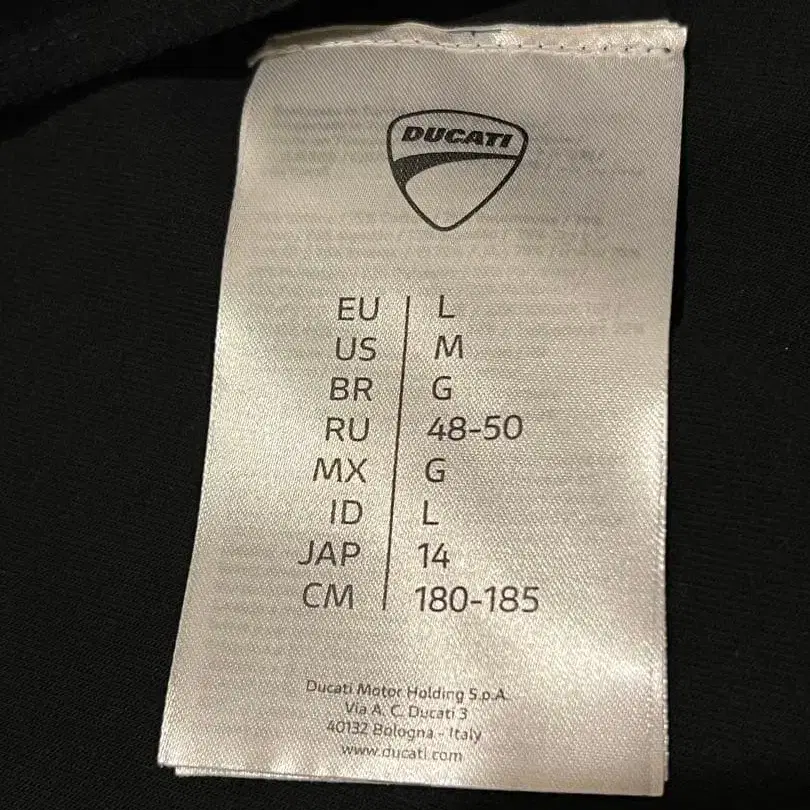 DUCATI
EU L
US M
BR G
RU 48-50
MX G
ID L
JAP 14
CM 180-185
Ducati Motor Holding S.p.A.
Via A. C. Ducati 3
40132 Bologna - Italy
www.ducati.com